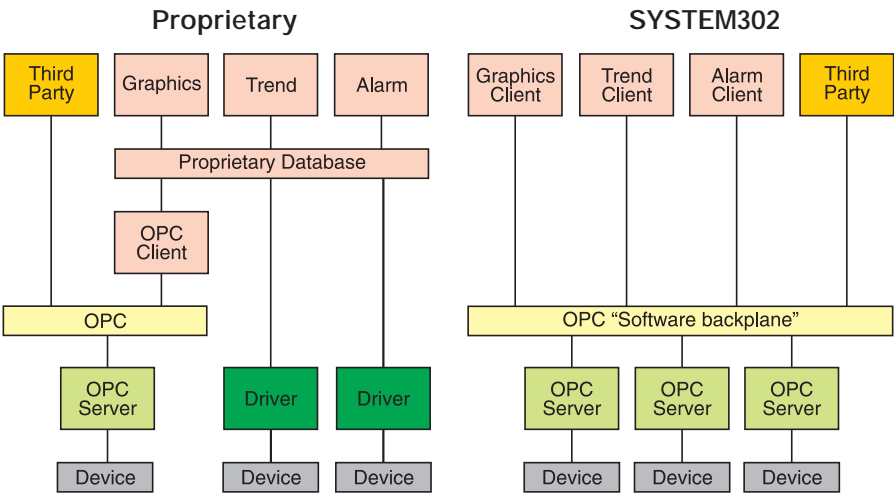 Proprietary
Third
Party
Graphics
Trend
Alarm
Proprietary Database
OPC
Client
OPC
OPC
Server
Driver
Driver
Device
Device
Device
SYSTEM302
Graphics
Client
Trend
Client
Alarm
Client
Third
Party
OPC “Software backplane”
OPC
Server
OPC
Server
OPC
Server
Device
Device
Device